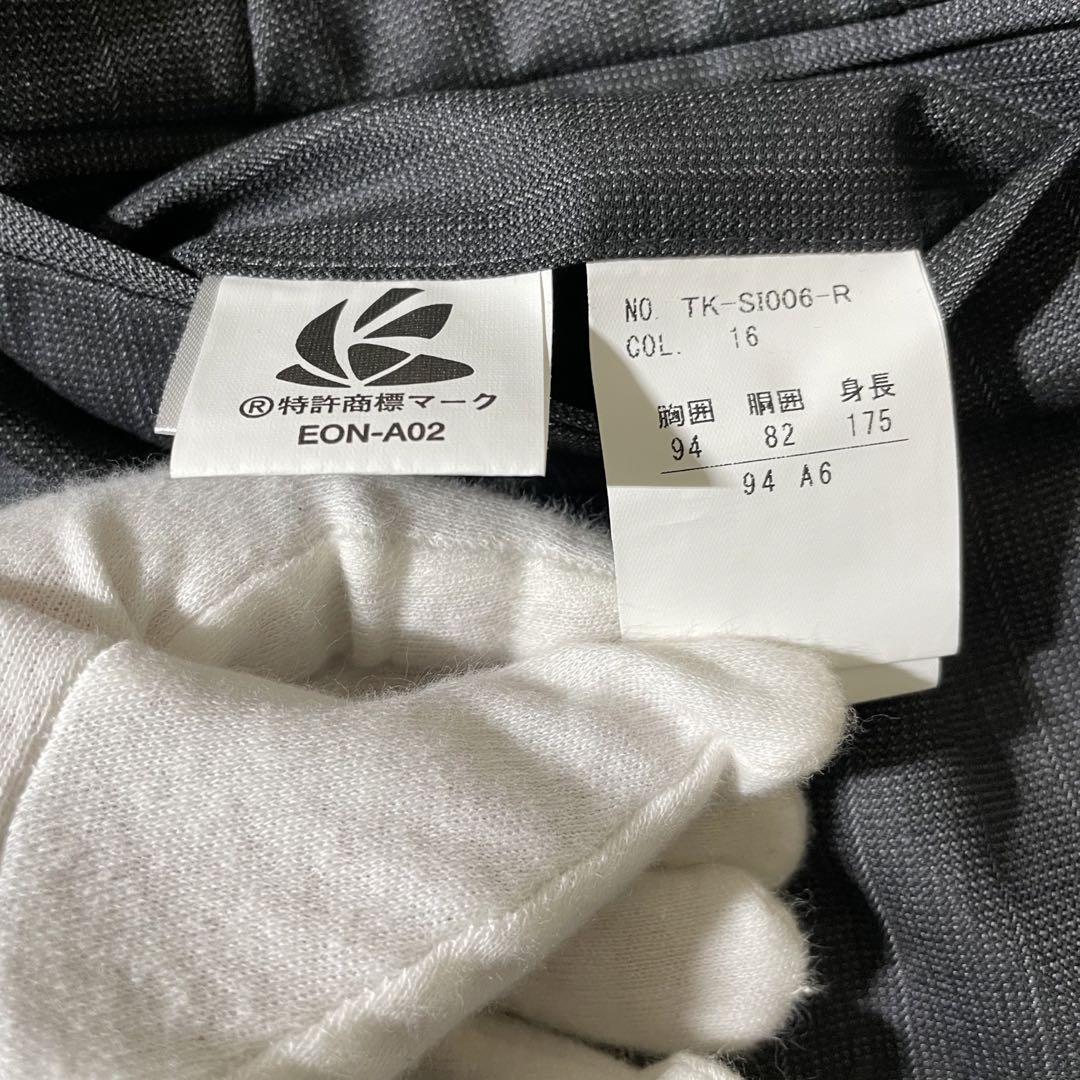 ®特許商標マーク
EON-A02
NO. TK-SI006-R
COL. 16
胸囲 胴囲 身長
94 82 175
94 A6